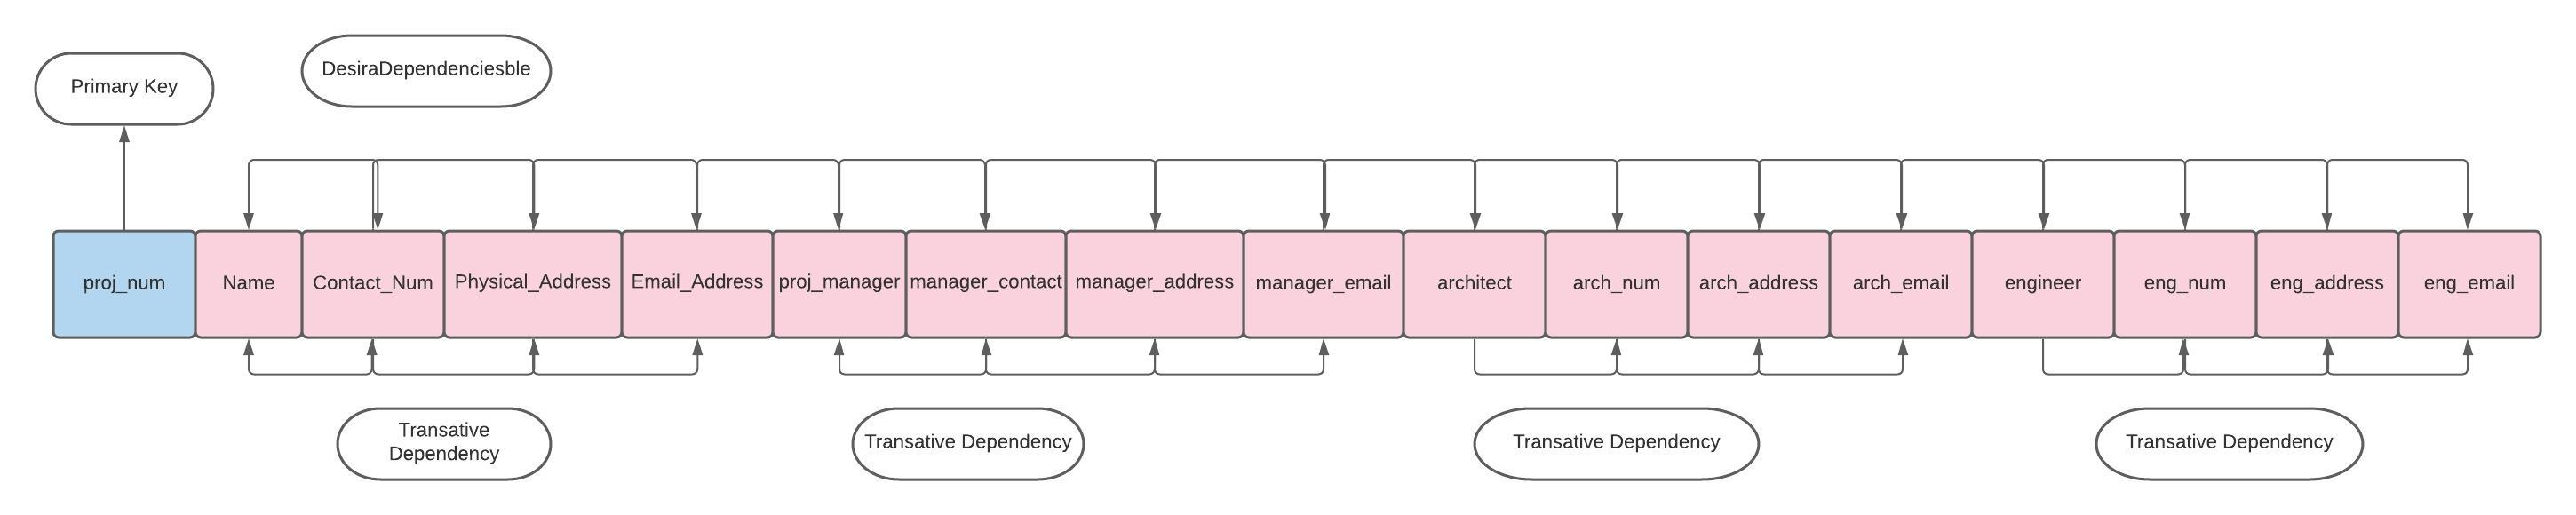 Primary Key
DesiraDependenciesble
proj_num
Name
Contact_Num
Physical_Address
Email_Address
proj_manager
manager_contact
manager_address
manager_email
architect
arch_num
arch_address
arch_email
engineer
eng_num
eng_address
eng_email
Transative
Dependency
Transative Dependency
Transative Dependency
Transative Dependency